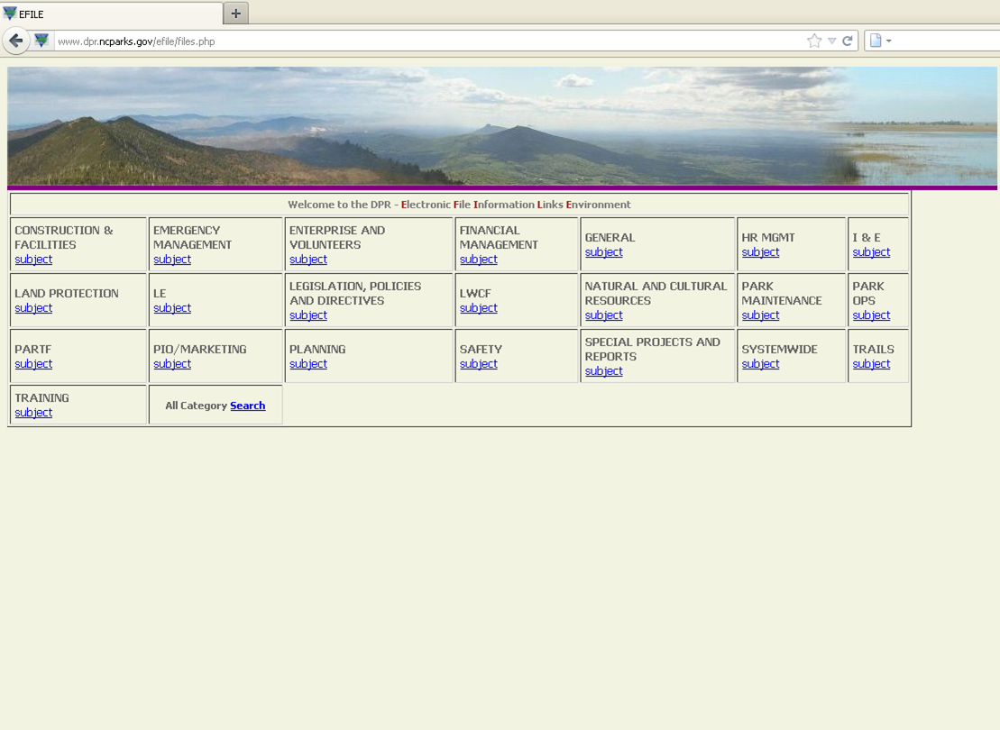 EFILE
www.dpr.ncparks.gov/efile/files.php
Welcome to the DPR - Electronic File Information Links Environment
CONSTRUCTION &
FACILITIES
subject
EMERGENCY
MANAGEMENT
subject
ENTERPRISE AND
VOLUNTEERS
subject
FINANCIAL
MANAGEMENT
subject
GENERAL
subject
HR MGMT
subject
I & E
subject
LAND PROTECTION
subject
LE
subject
LEGISLATION, POLICIES
AND DIRECTIVES
subject
LWCF
subject
NATURAL AND CULTURAL
RESOURCES
subject
PARK
MAINTENANCE
subject
PARK
OPS
subject
PARTF
subject
PIO/MARKETING
subject
PLANNING
subject
SAFETY
subject
SPECIAL PROJECTS AND
REPORTS
subject
SYSTEMWIDE
subject
TRAILS
subject
TRAINING
subject
All Category Search